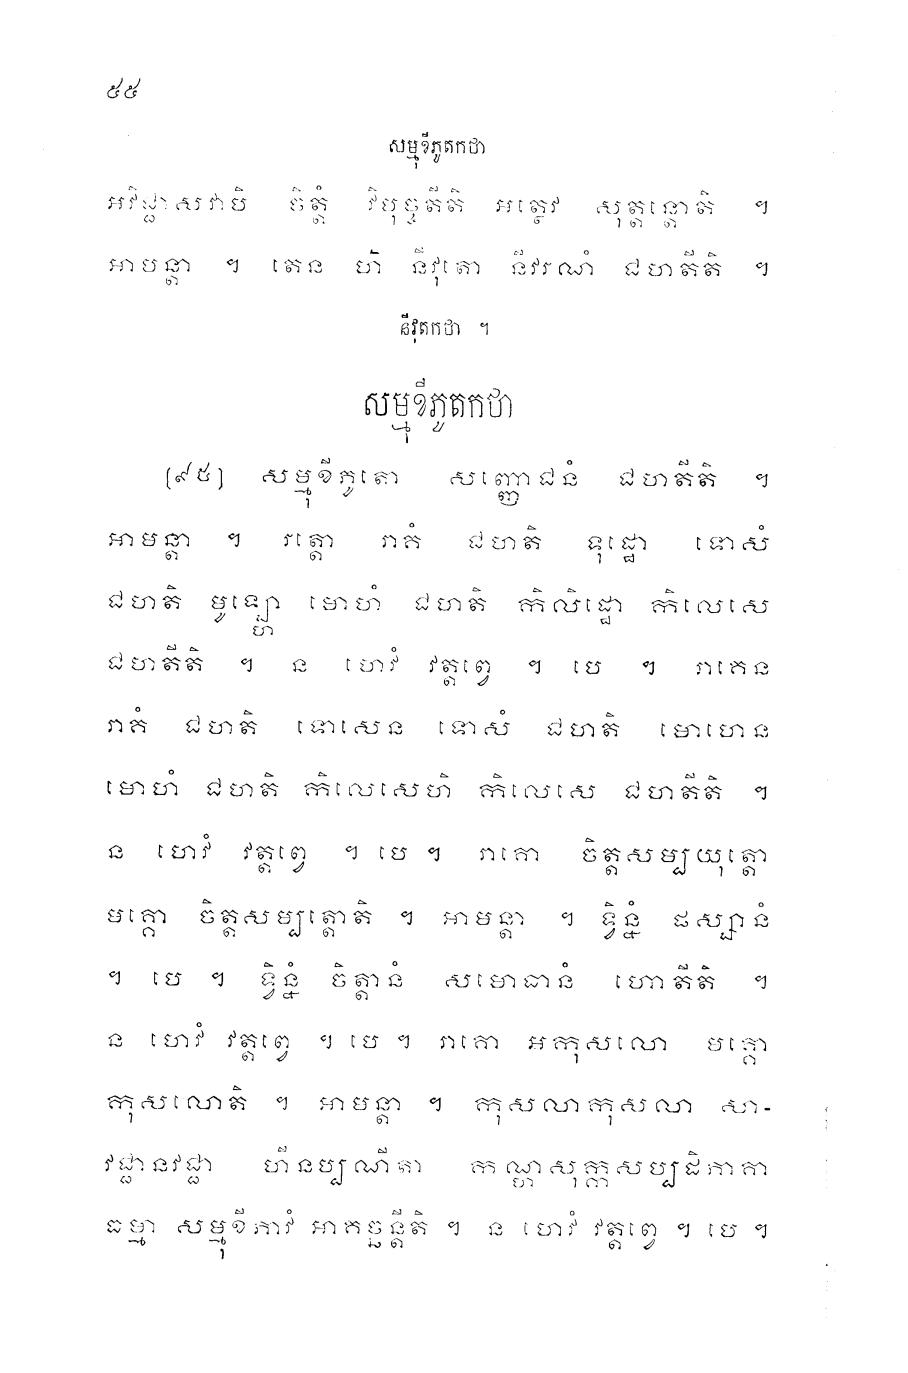 ៥៥
សម្មុខីភូតកថា
អវិជ្ជាសវាបិ ចិត្តំ វិមុច្ចតីតិ អត្ថេវ សុត្តន្តោតិ ។
អាមន្តា ។ តេន ហិ នីវុតោ នីវរណំ ជហតីតិ ។
នីវុតកថា ។
សម្មុខីភូតកថា
[៩៥] សម្មុខីភូតោ សញ្ញោជនំ ជហតីតិ ។
អាមន្តា ។ រត្តោ រាគំ ជហតិ ទុដ្ឋោ ទោសំ
ជហតិ មូឡ្ហោ មោហំ ជហតិ កិលិដ្ឋោ កិលេសេ
ជហតីតិ ។ ន ហេវំ វត្តព្វេ ។ បេ ។ រាគេន
រាគំ ជហតិ ទោសេន ទោសំ ជហតិ មោហេន
មោហំ ជហតិ កិលេសេហិ កិលេសេ ជហតីតិ ។
ន ហេវំ វត្តព្វេ ។ បេ ។ រាគោ ចិត្តសម្បយុត្តោ
មគ្គោ ចិត្តសម្បយុត្តោតិ ។ អាមន្តា ។ ទ្វិន្នំ ផស្សានំ
។ បេ ។ ទ្វិន្នំ ចិត្តានំ សមោធានំ ហោតីតិ ។
ន ហេវំ វត្តព្វេ ។ បេ ។ រាគោ អកុសលោ មគ្គោ
កុសលោតិ ។ អាមន្តា ។ កុសលាកុសលា សា-
វជ្ជានវជ្ជា ហីនប្បណីតា កណ្ហសុក្កសប្បដិភាគា
ធម្មា សម្មុខីភាវំ អាគច្ឆន្តីតិ ។ ន ហេវំ វត្តព្វេ ។ បេ ។